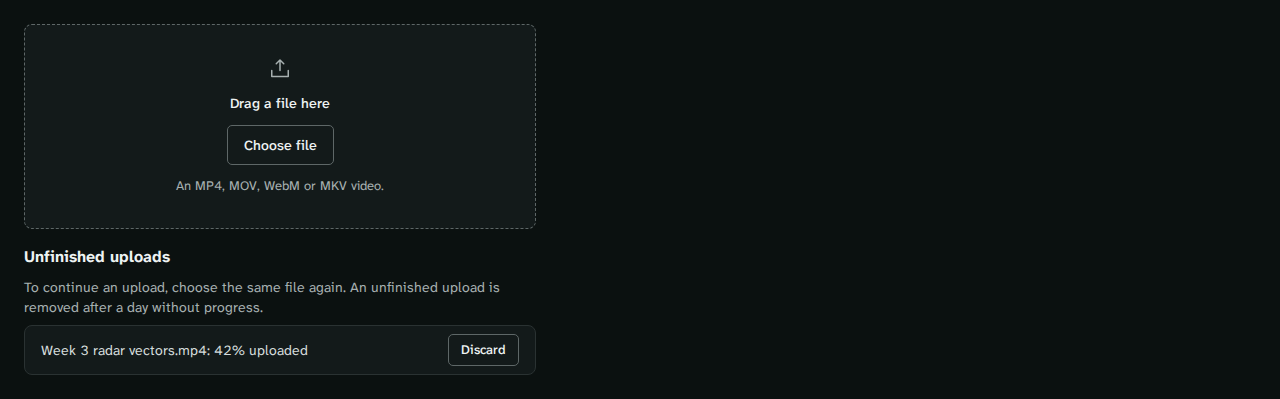 Drag a file here
Choose file
An MP4, MOV, WebM or MKV video.
Unfinished uploads
To continue an upload, choose the same file again. An unfinished upload is
removed after a day without progress.
Week 3 radar vectors.mp4: 42% uploaded
Discard